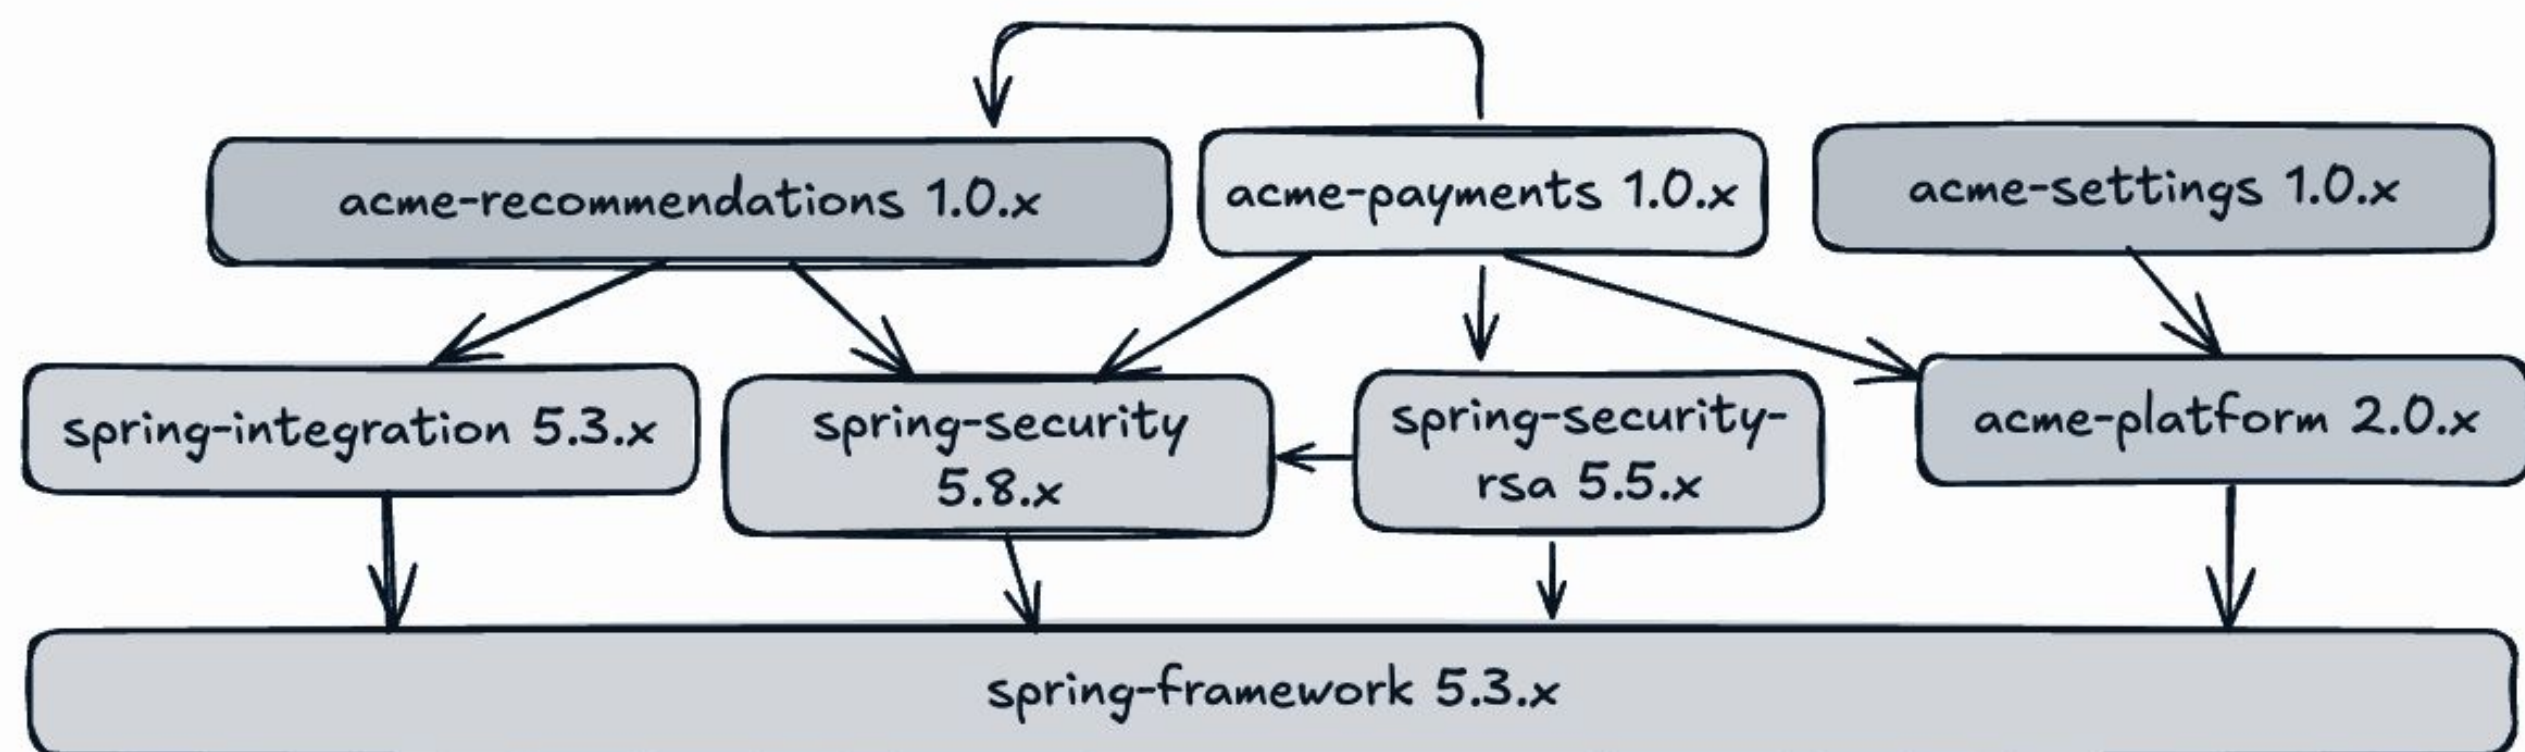 acme-recommendations 1.0.x
acme-payments 1.0.x
acme-settings 1.0.x
spring-integration 5.3.x
spring-security
5.8.x
spring-security-
rsa 5.5.x
acme-platform 2.0.x
spring-framework 5.3.x